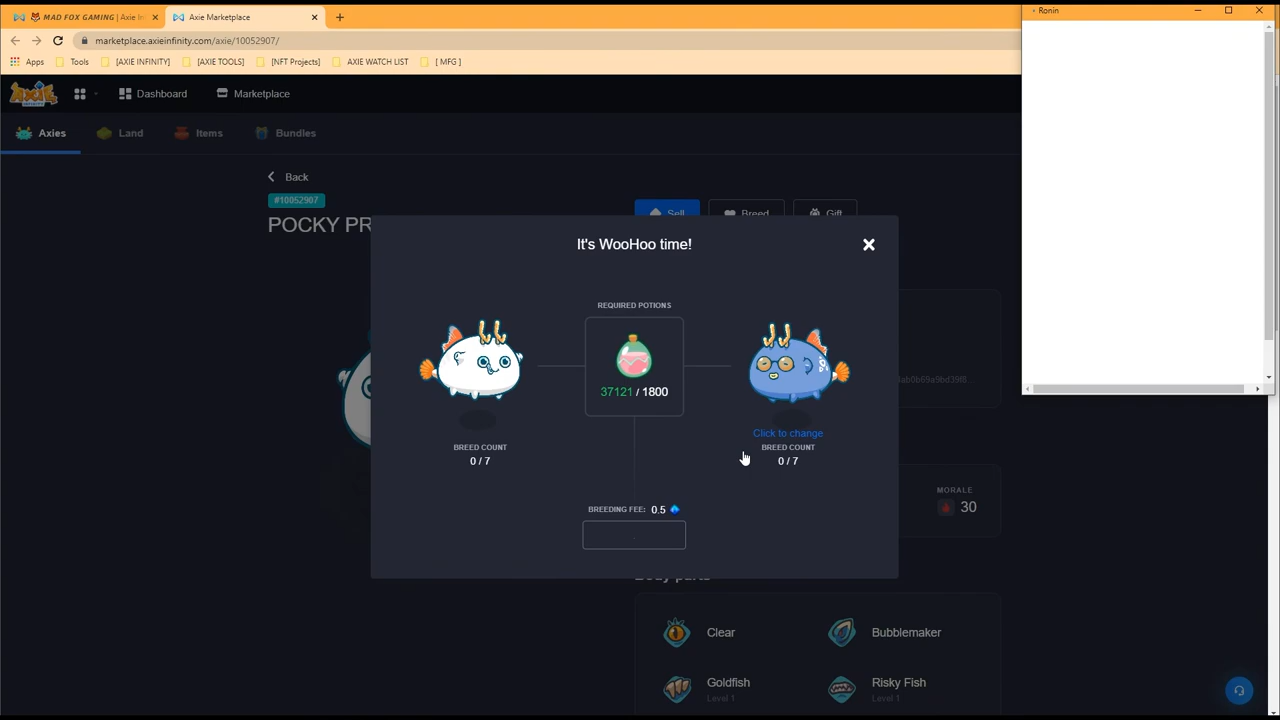 MAD FOX GAMING | Axie In
Axie Marketplace
Ronin
marketplace.axieinfinity.com/axie/10052907/
Apps
Tools
[AXIE INFINITY]
[AXIE TOOLS]
[NFT Projects]
AXIE WATCH LIST
[ MFG ]
Dashboard
Marketplace
Axies
Land
Items
Bundles
Back
#10052907
POCKY PR
Sell
Breed
Gift
It's WooHoo time!
REQUIRED POTIONS
37121 / 1800
Click to change
BREED COUNT
0 / 7
BREED COUNT
0 / 7
BREEDING FEE: 0.5
MORALE
30
Body parts
Clear
Bubblemaker
Goldfish
Level 1
Risky Fish
Level 1